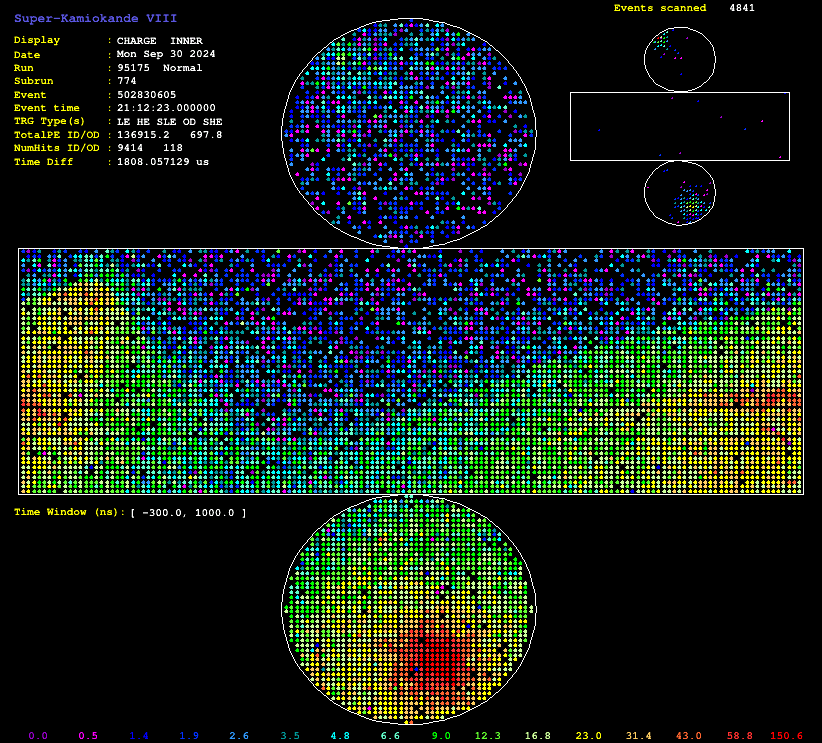 Super-Kamiokande VIII
Events scanned 4841
Display : CHARGE INNER
Date : Mon Sep 30 2024
Run : 95175 Normal
Subrun : 774
Event : 502830605
Event time : 21:12:23.000000
TRG Type(s) : LE HE SLE OD SHE
TotalPE ID/OD : 136915.2 697.8
NumHits ID/OD : 9414 118
Time Diff : 1808.057129 us
Time Window (ns): [ -300.0, 1000.0 ]
0.0 0.5 1.4 1.9 2.6 3.5 4.8 6.6 9.0 12.3 16.8 23.0 31.4 43.0 58.8 150.6